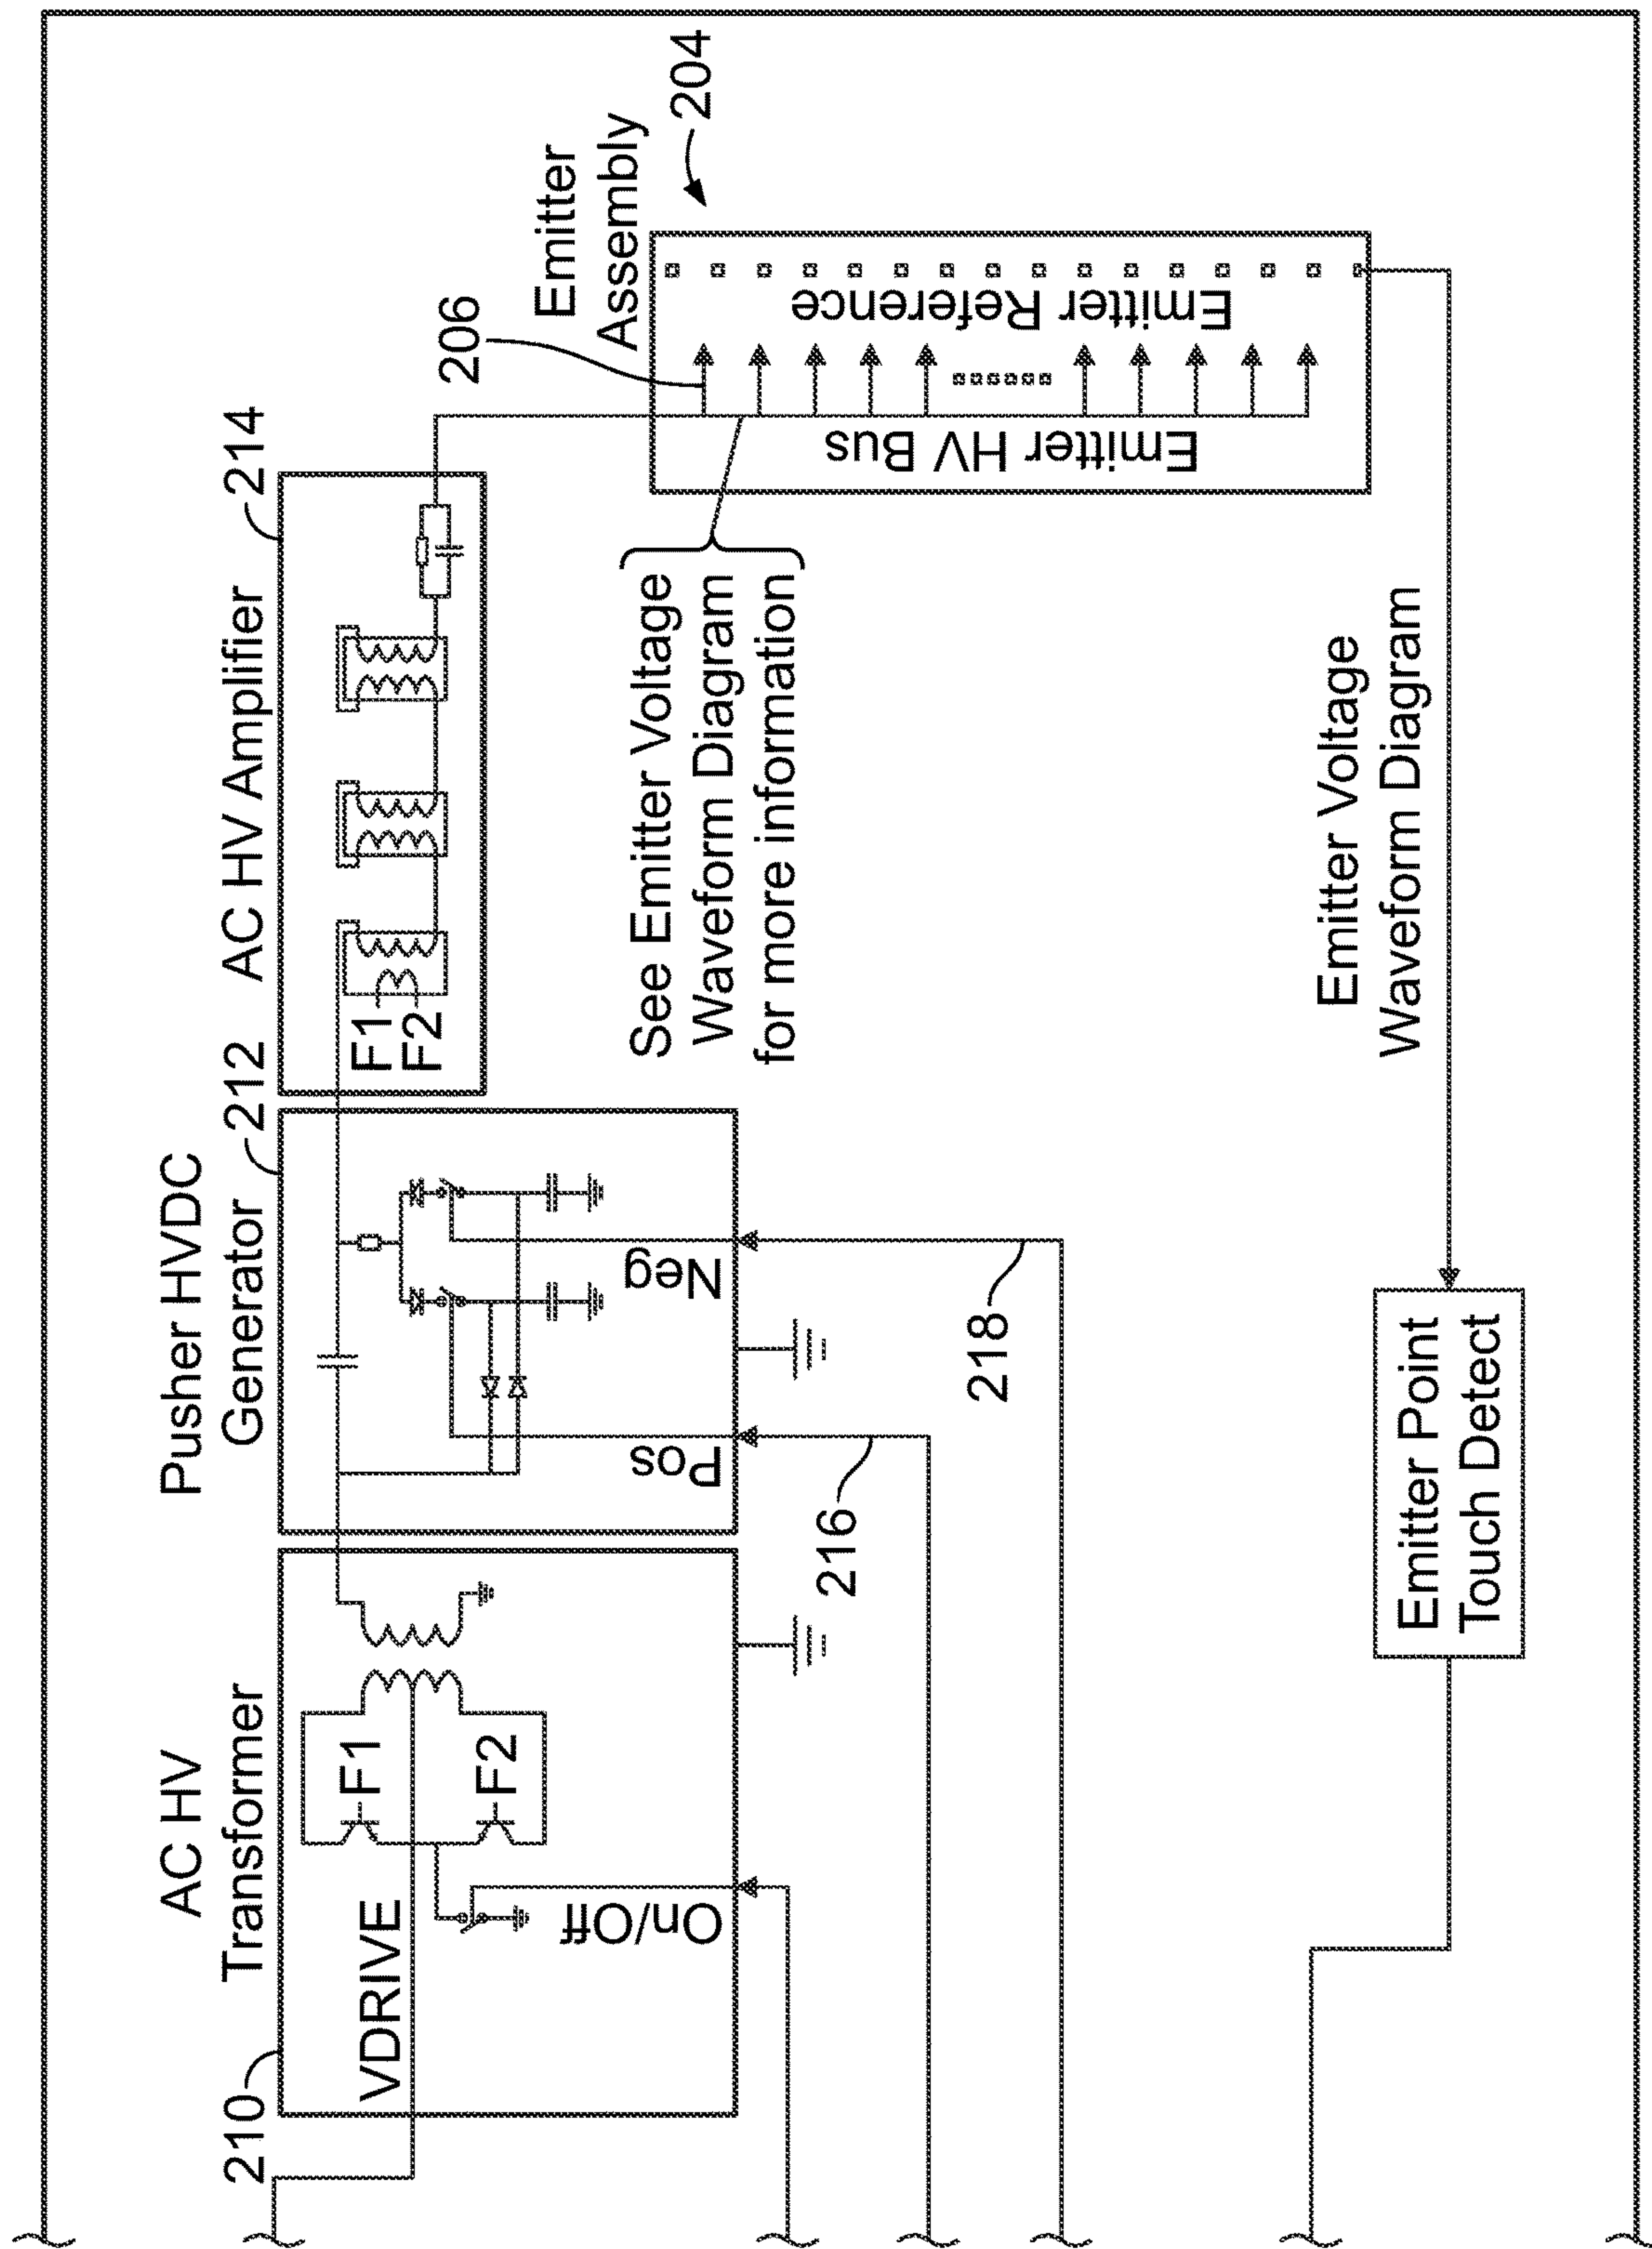 AC HV
Transformer
210
VDRIVE
F1
F2
On/Off
Pusher HVDC
Generator
212
Pos
Neg
216
218
AC HV Amplifier
214
F1
F2
Emitter
Assembly
204
206
Emitter HV Bus
Emitter Reference
See Emitter Voltage
Waveform Diagram
for more information
Emitter Voltage
Waveform Diagram
Emitter Point
Touch Detect